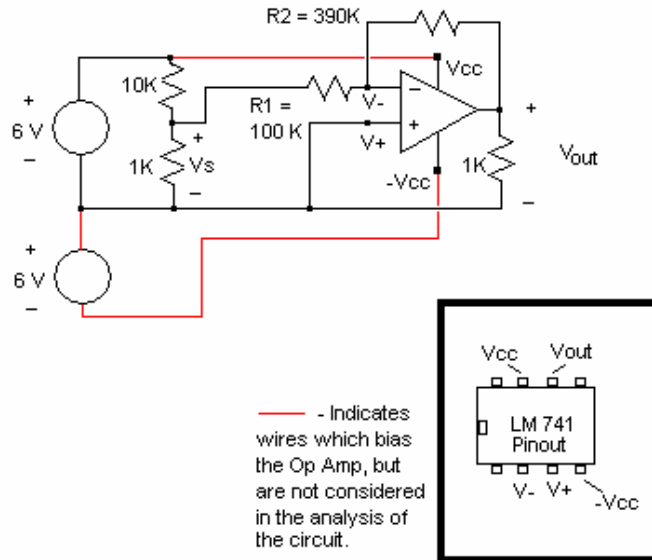 R2 = 390K
Vcc
10K
R1 =
100 K
V-
−
+
V+
+
6 V
−
+
Vs
−
1K
-Vcc
1K
+
Vout
−
+
6 V
−
Vcc
Vout
LM 741
Pinout
V-
V+
-Vcc
- Indicates
wires which bias
the Op Amp, but
are not considered
in the analysis of
the circuit.